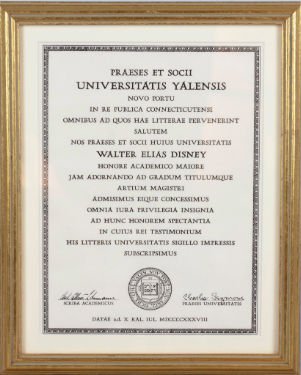 PRAESES ET SOCII
UNIVERSITATIS YALENSIS
NOVO PORTU
IN RE PUBLICA CONNECTICUTENSI
OMNIBUS AD QUOS HAE LITTERAE PERVENERINT
SALUTEM
NOS PRAESES ET SOCII HUIUS UNIVERSITATIS
WALTER ELIAS DISNEY
HONORE ACADEMICO MAIORE
JAM ADORNANDO AD GRADUM TITULUMQUE
ARTIUM MAGISTRI
ADMISIMUS EIQUE CONCESSIMUS
OMNIA IURA PRIVILEGIA INSIGNIA
AD HUNC HONOREM SPECTANTIA
IN CUIUS REI TESTIMONIUM
HIS LITTERIS UNIVERSITATIS SIGILLO IMPRESSIS
SUBSCRIPSIMUS
SCRIBA ACADEMICUS
PRAESES UNIVERSITATIS
DATAE a.d. X KAL. IUL. MDCCCCXXXVIII